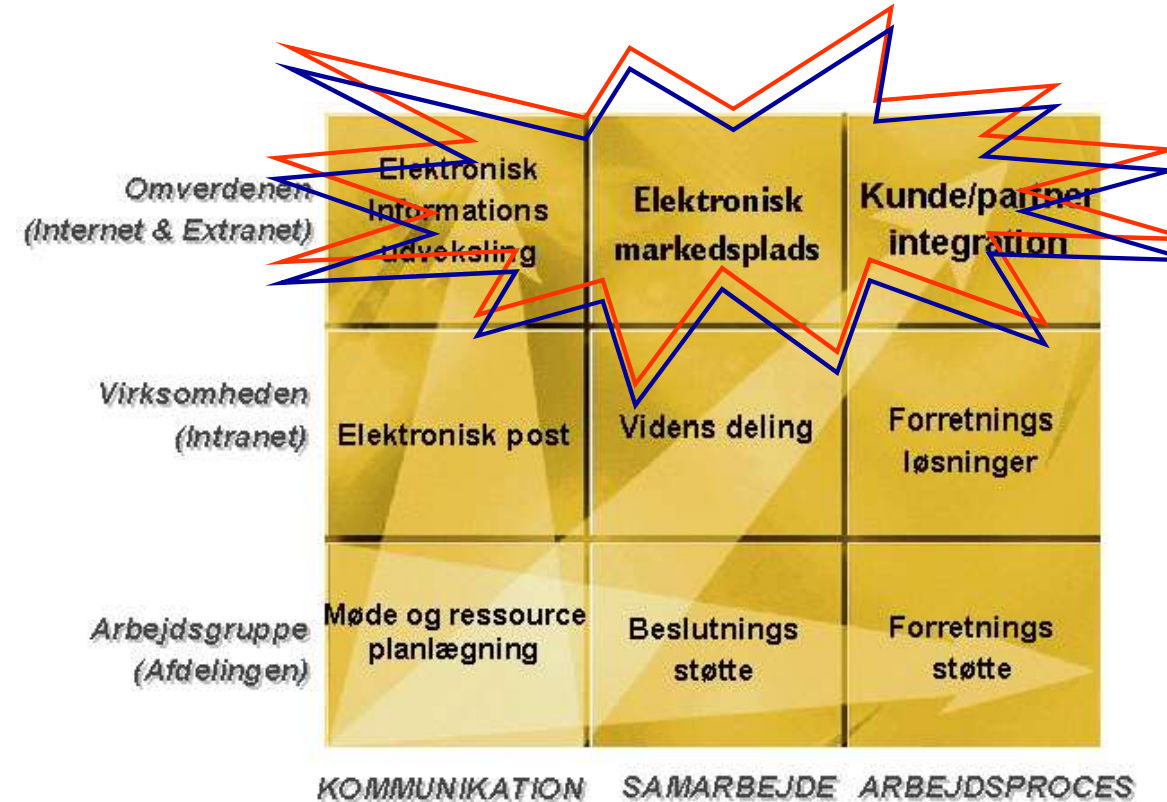 Omverdenen
(Internet & Extranet)
Elektronisk
Informations
udveksling
Elektronisk
markedsplads
Kunde/partner
integration
Virksomheden
(Intranet)
Elektronisk post
Videns deling
Forretnings
løsninger
Arbejdsgruppe
(Afdelingen)
Møde og ressource
planlægning
Beslutnings
støtte
Forretnings
støtte
KOMMUNIKATION
SAMARBEJDE
ARBEJDSPROCES